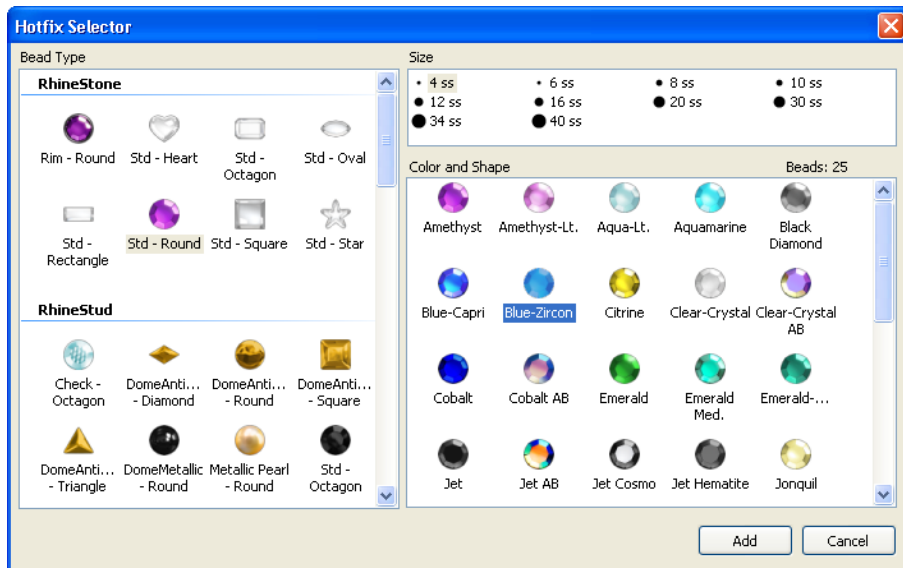 Hotfix Selector
Bead Type
RhineStone
Rim - Round Std - Heart Std - Std - Oval
Octagon
Std - Std - Round Std - Square Std - Star
Rectangle
RhineStud
Check - DomeAnti... DomeAnti... DomeAnti...
Octagon - Diamond - Round - Square
DomeAnti... DomeMetallic Metallic Pearl Std -
- Triangle - Round - Round Octagon
Size
4 ss 6 ss 8 ss 10 ss
12 ss 16 ss 20 ss 30 ss
34 ss 40 ss
Color and Shape Beads: 25
Amethyst Amethyst-Lt. Aqua-Lt. Aquamarine Black
Diamond
Blue-Capri Blue-Zircon Citrine Clear-Crystal Clear-Crystal
AB
Cobalt Cobalt AB Emerald Emerald Emerald-...
Med.
Jet Jet AB Jet Cosmo Jet Hematite Jonquil
Add Cancel